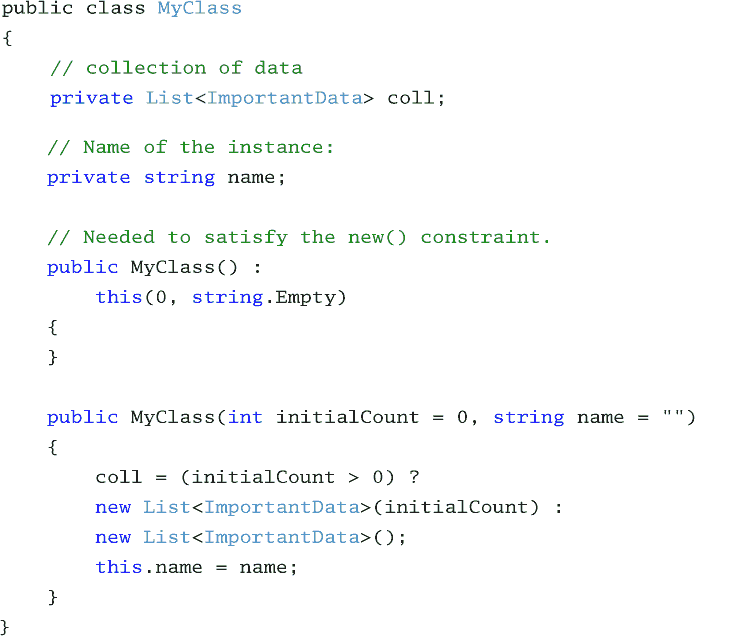 public class MyClass
{
    // collection of data
    private List<ImportantData> coll;
    // Name of the instance:
    private string name;
    // Needed to satisfy the new() constraint.
    public MyClass() :
        this(0, string.Empty)
    {
    }
    public MyClass(int initialCount = 0, string name = "")
    {
        coll = (initialCount > 0) ?
        new List<ImportantData>(initialCount) :
        new List<ImportantData>();
        this.name = name;
    }
}